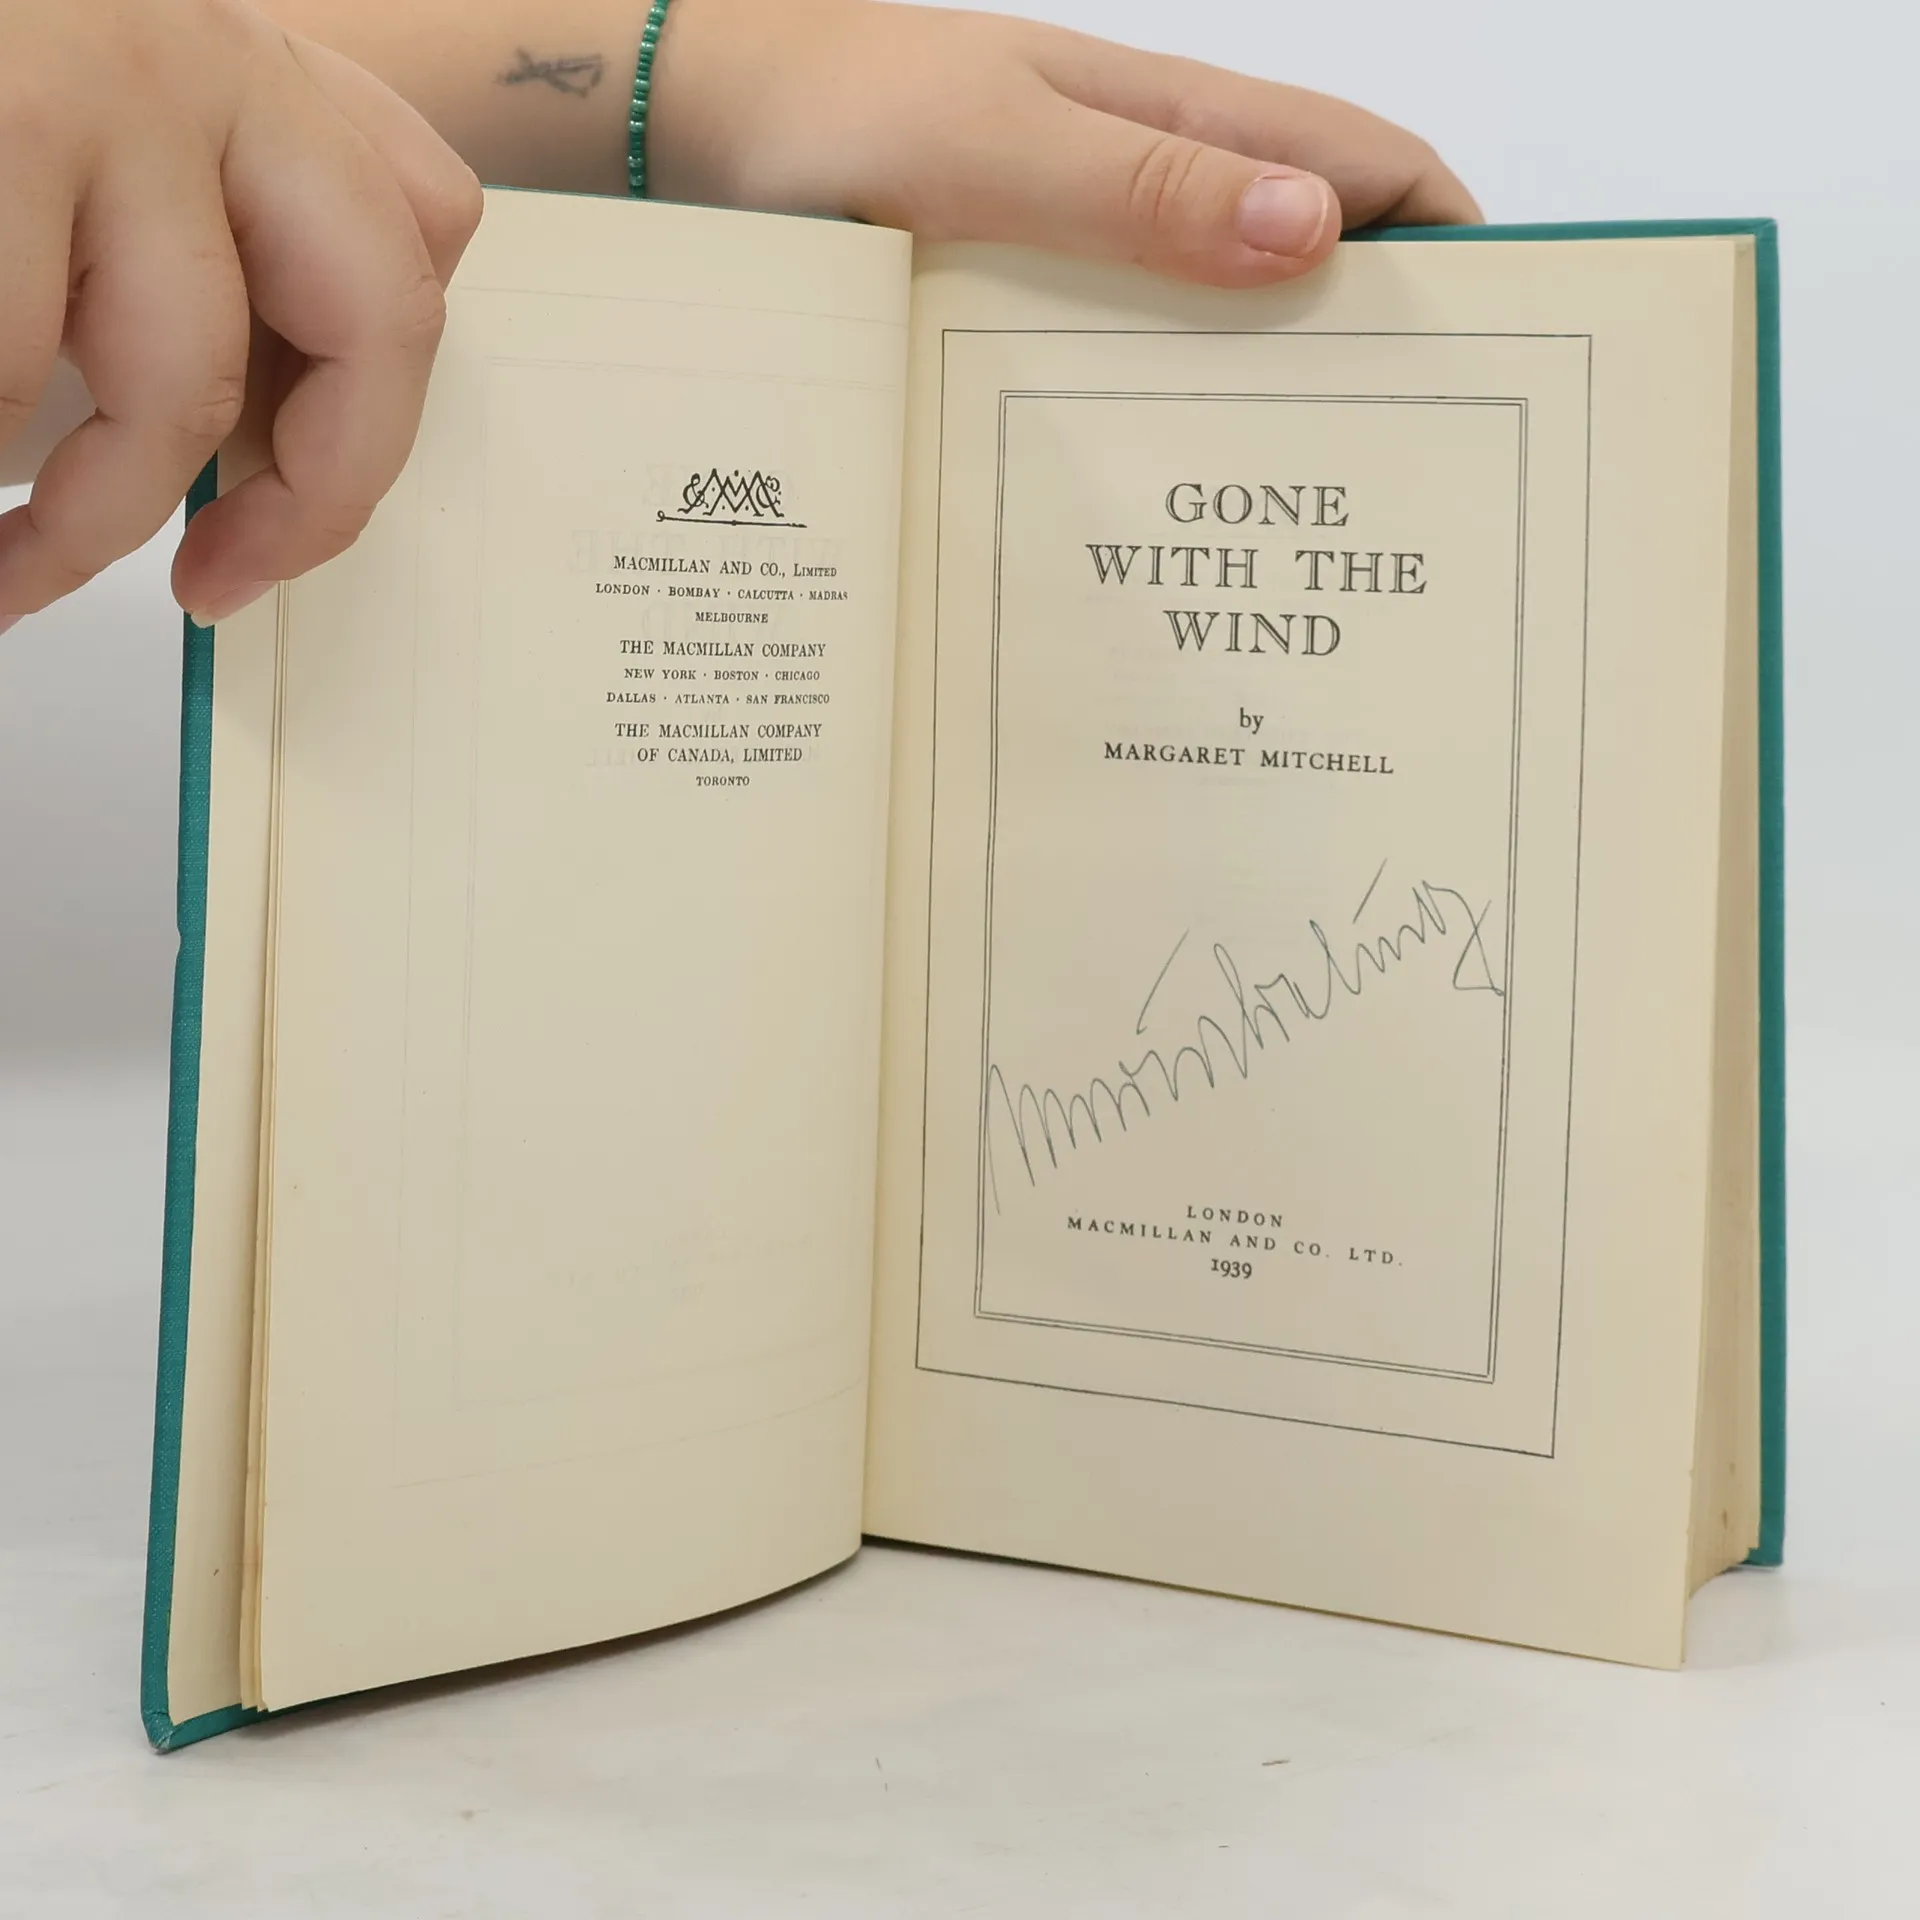 MACMILLAN AND CO., LIMITED
LONDON · BOMBAY · CALCUTTA · MADRAS
MELBOURNE
THE MACMILLAN COMPANY
NEW YORK · BOSTON · CHICAGO
DALLAS · ATLANTA · SAN FRANCISCO
THE MACMILLAN COMPANY
OF CANADA, LIMITED
TORONTO
GONE
WITH THE
WIND
by
MARGARET MITCHELL
LONDON
MACMILLAN AND CO. LTD.
1939